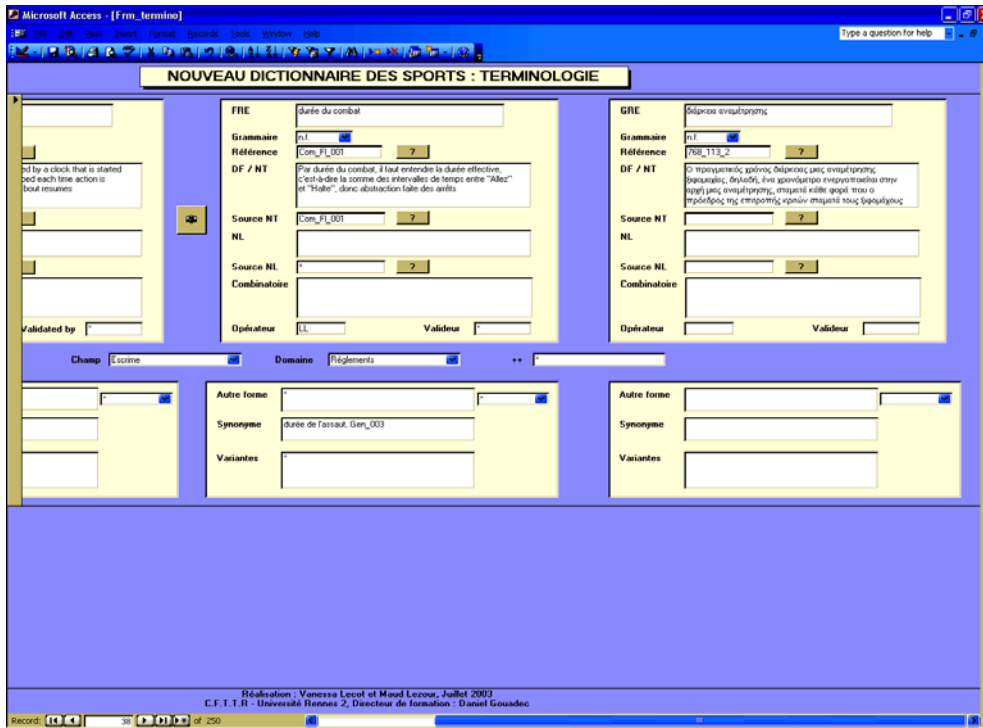 Microsoft Access - [Frm_termino]
File Edit View Insert Format Records Tools Window Help
Type a question for help
NOUVEAU DICTIONNAIRE DES SPORTS : TERMINOLOGIE
ed by a clock that is started
ped each time action is
bout resumes
Validated by *
FRE durée du combat
Grammaire n.f.
Référence Com_FI_001 ?
DF / NT Par durée du combat, il faut entendre la durée effective,
c'est-à-dire la somme des intervalles de temps entre "Allez"
et "Halte", donc abstraction faite des arrêts
Source NT Com_FI_001 ?
NL
Source NL * ?
Combinatoire
Opérateur LL Valideur *
GRE διάρκεια αναμέτρησης
Grammaire n.f.
Référence 768_113_2 ?
DF / NT Ο πραγματικός χρόνος διάρκειας μιας αναμέτρησης
ξιφομαχίας, δηλαδή, ένα χρονόμετρο ενεργοποιείται στην
αρχή μιας αναμέτρησης, σταματά κάθε φορά που ο
πρόεδρος της επιτροπής κριτών σταματά τους ξιφομάχους
Source NT ?
NL
Source NL ?
Combinatoire
Opérateur Valideur
Champ Escrime Domaine Réglements ++ *
*
Autre forme * *
Synonyme durée de l'assaut, Gen_003
Variantes *
Autre forme
Synonyme
Variantes
Réalisation : Vanessa Lecot et Maud Lezour, Juillet 2003
C.F.T.T.R - Université Rennes 2, Directeur de formation : Daniel Gouadec
Record: 38 of 250